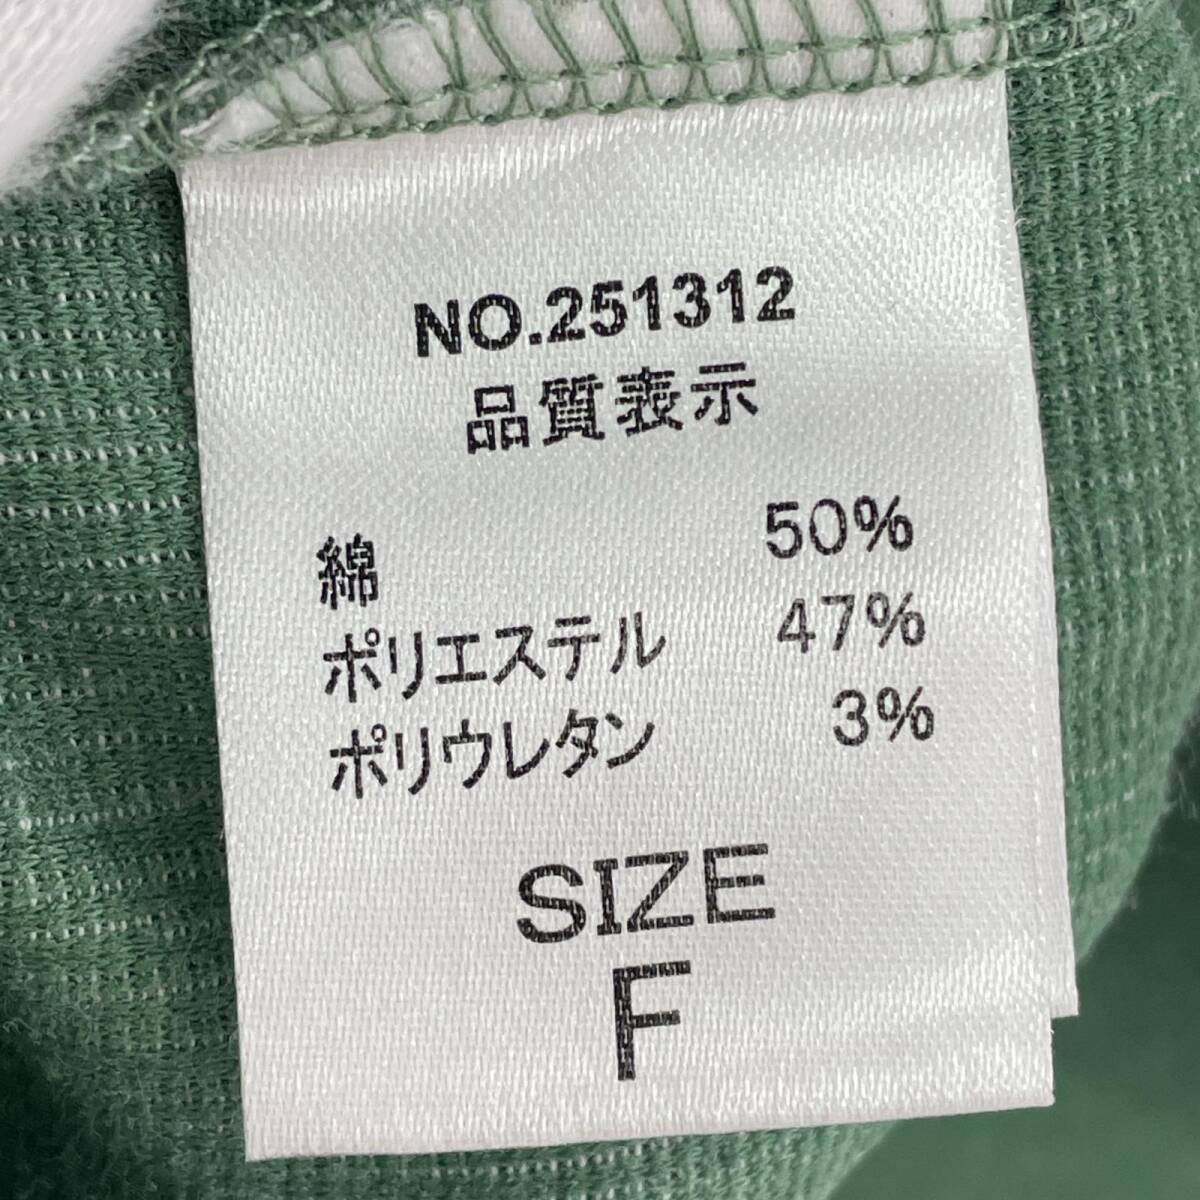 NO.251312
品質表示
綿 50%
ポリエステル 47%
ポリウレタン 3%
SIZE
F